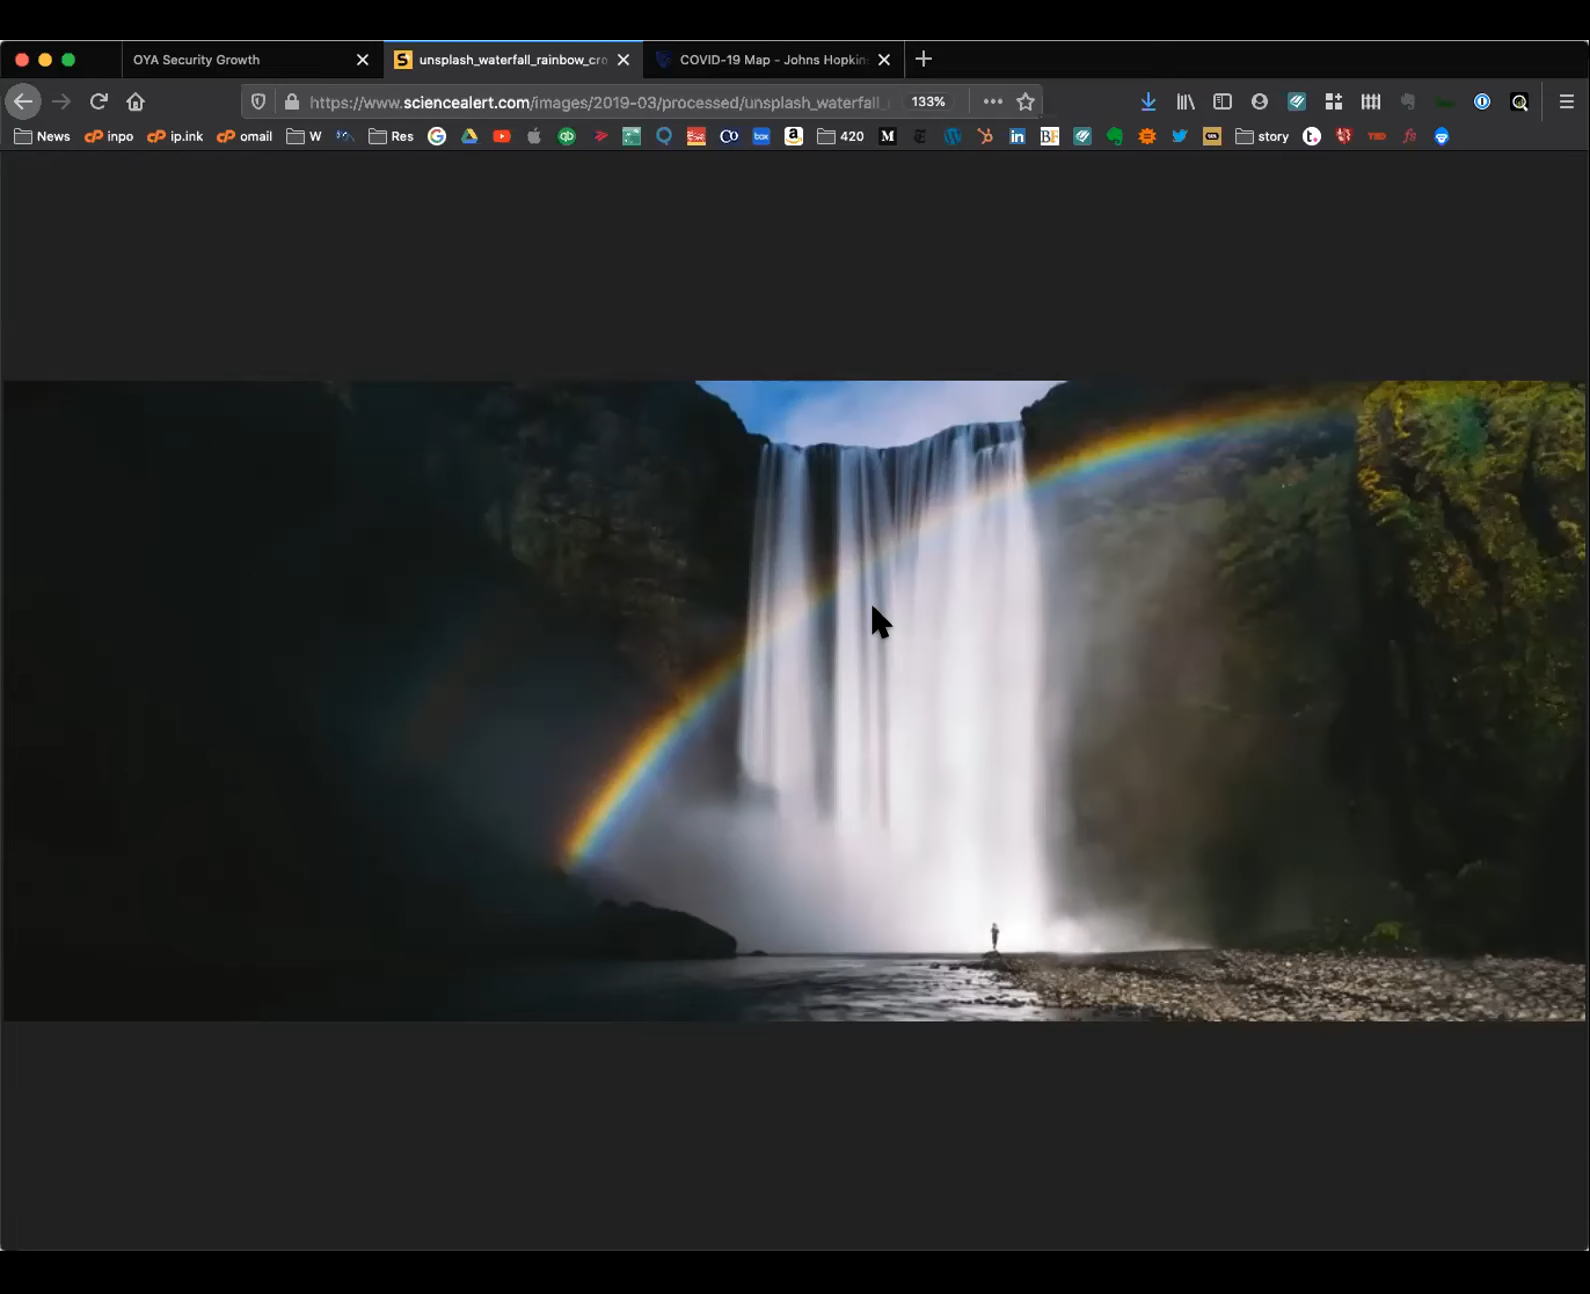 OYA Security Growth
unsplash_waterfall_rainbow_cro
COVID-19 Map - Johns Hopkin
https://www.sciencealert.com/images/2019-03/processed/unsplash_waterfall_
133%
News inpo ip.ink omail W Res 420 story